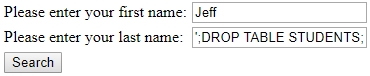 Please enter your first name: Jeff
Please enter your last name: ';DROP TABLE STUDENTS;
Search